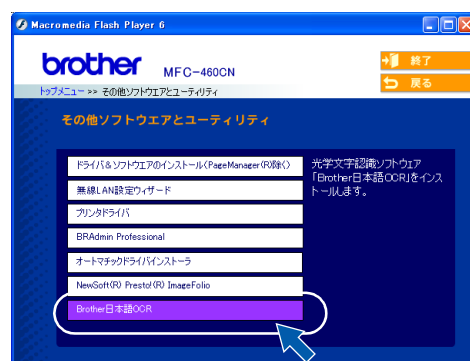 Macromedia Flash Player 6
brother MFC-460CN
終了
戻る
トップメニュー >> その他ソフトウエアとユーティリティ
その他ソフトウエアとユーティリティ
ドライバ&ソフトウエアのインストール(PageManager(R)除く)
無線LAN設定ウィザード
プリンタドライバ
BRAdmin Professional
オートマチックドライバインストーラ
NewSoft(R) Presto!(R) ImageFolio
Brother日本語OCR
光学文字認識ソフトウェア
「Brother日本語OCR」をインス
トールします。